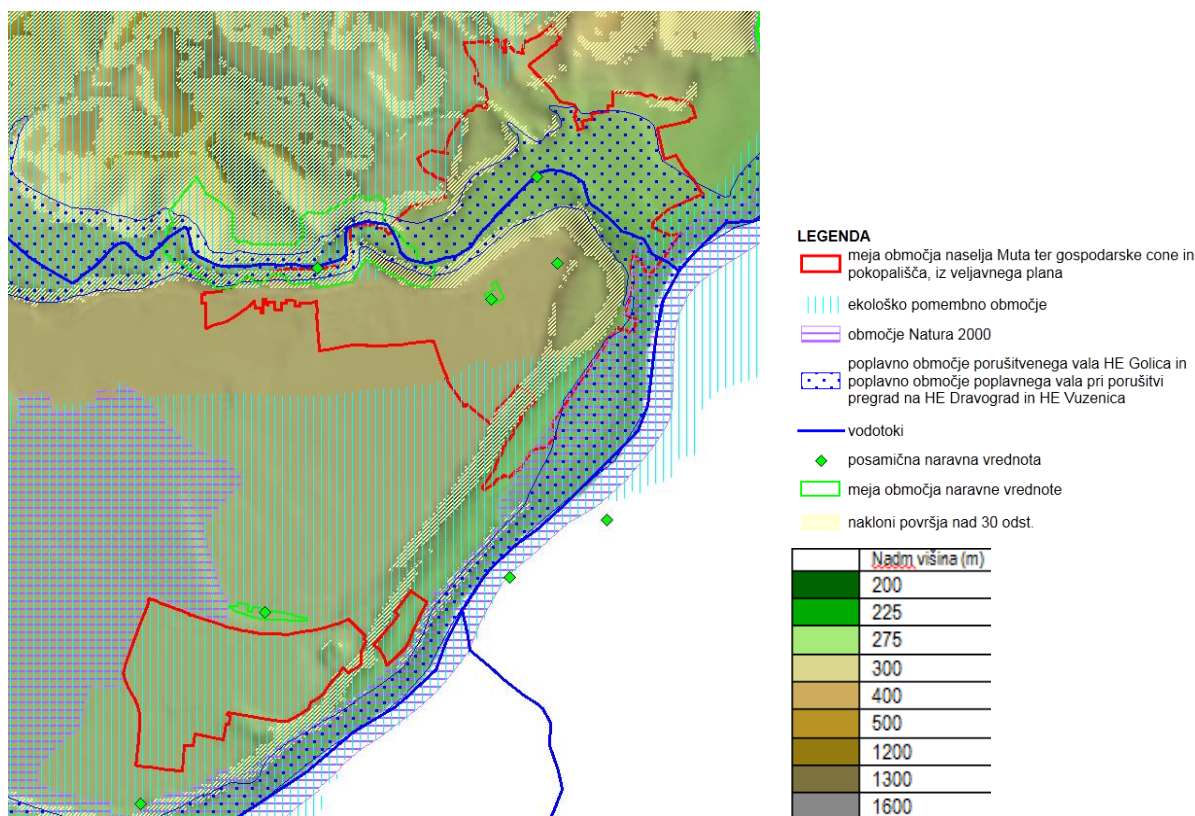 LEGENDA
meja območja naselja Muta ter gospodarske cone in
pokopališča, iz veljavnega plana
ekološko pomembno območje
območje Natura 2000
poplavno območje porušitvenega vala HE Golica in
poplavno območje poplavnega vala pri porušitvi
pregrad na HE Dravograd in HE Vuzenica
vodotoki
posamična naravna vrednota
meja območja naravne vrednote
nakloni površja nad 30 odst.
Nadm. višina (m)
200
225
275
300
400
500
1200
1300
1600